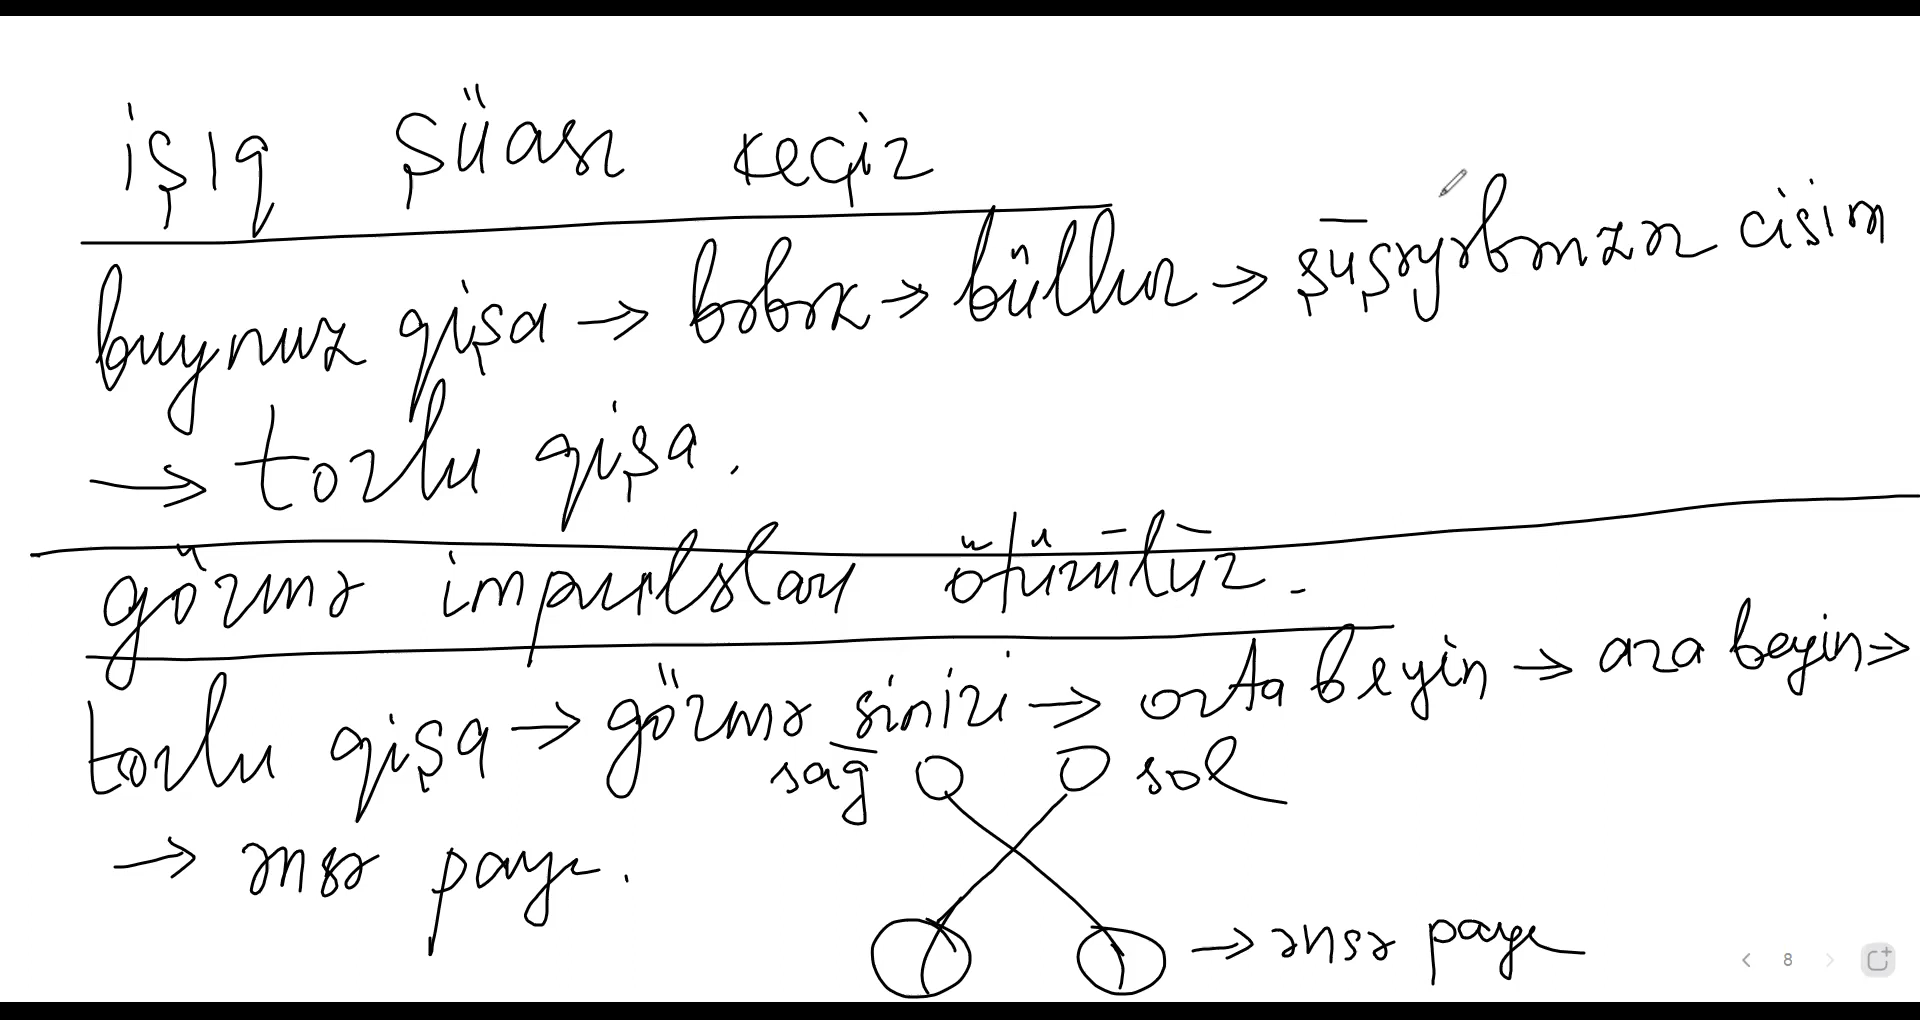 işıq şüası keçir
buynuz qişa → bəbək → büllur → şüşəyəbənzər cisim
→ torlu qişa.
görmə impulsları ötürülür.
torlu qişa → görmə siniri → orta beyin → ara beyin →
sağ sol
→ ənsə payı.
→ ənsə payı
8